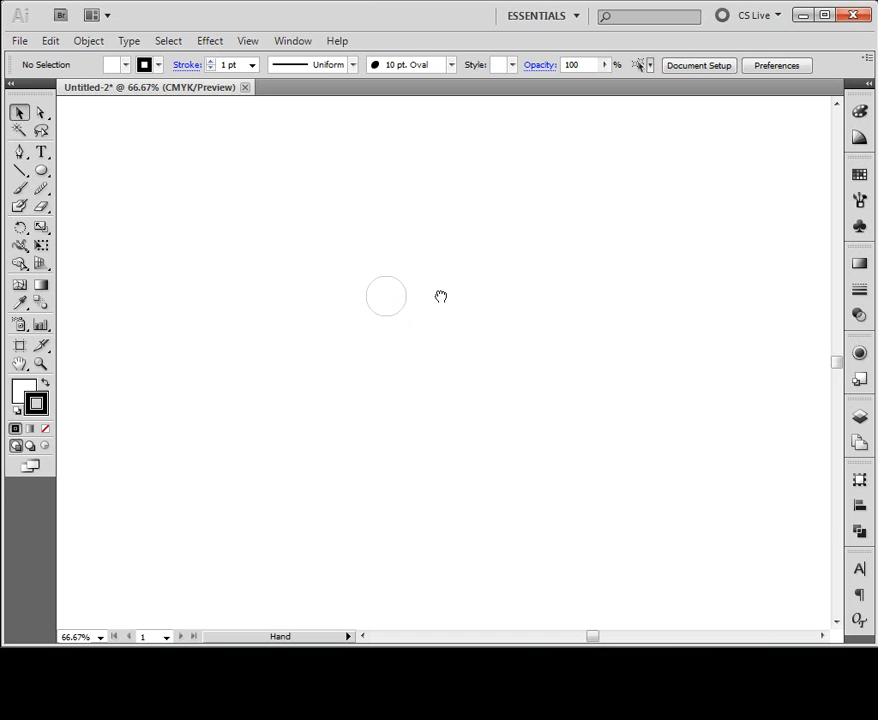 Ai Br ESSENTIALS CS Live
File Edit Object Type Select Effect View Window Help
No Selection Stroke: 1 pt Uniform 10 pt. Oval Style: Opacity: 100 % Document Setup Preferences
Untitled-2* @ 66.67% (CMYK/Preview)
66.67% 1 Hand